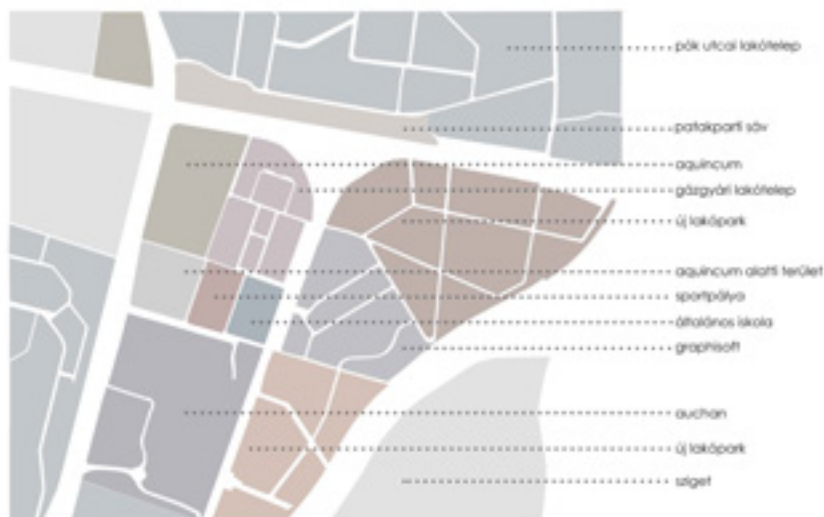 pók utcai lakótelep
patakparti sáv
aquincum
gázgyári lakótelep
új lakópark
aquincum alatti terület
sportpálya
általános iskola
graphisoft
auchan
új lakópark
sziget